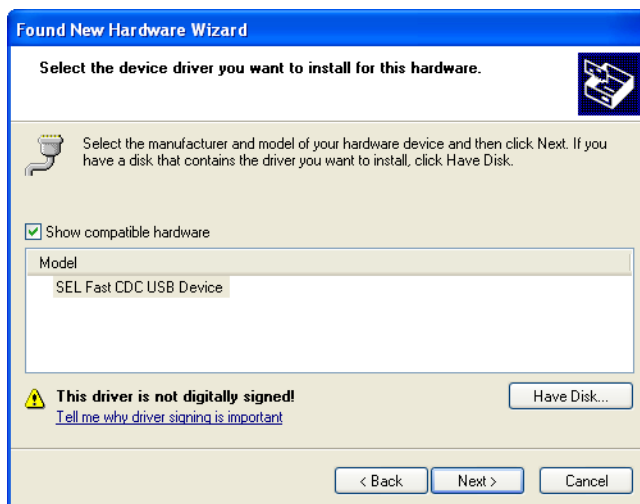 Found New Hardware Wizard
Select the device driver you want to install for this hardware.
Select the manufacturer and model of your hardware device and then click Next. If you
have a disk that contains the driver you want to install, click Have Disk.
Show compatible hardware
Model
SEL Fast CDC USB Device
This driver is not digitally signed!
Have Disk...
Tell me why driver signing is important
< Back
Next >
Cancel